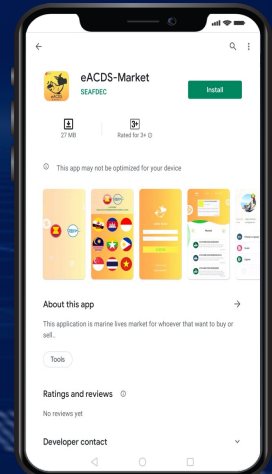 eACDS
eACDS-Market
SEAFDEC
Install
27 MB
3+
Rated for 3+
This app may not be optimized for your device
About this app
This application is marine lives market for whoever that want to buy or
sell..
Tools
Ratings and reviews
No reviews yet
Developer contact